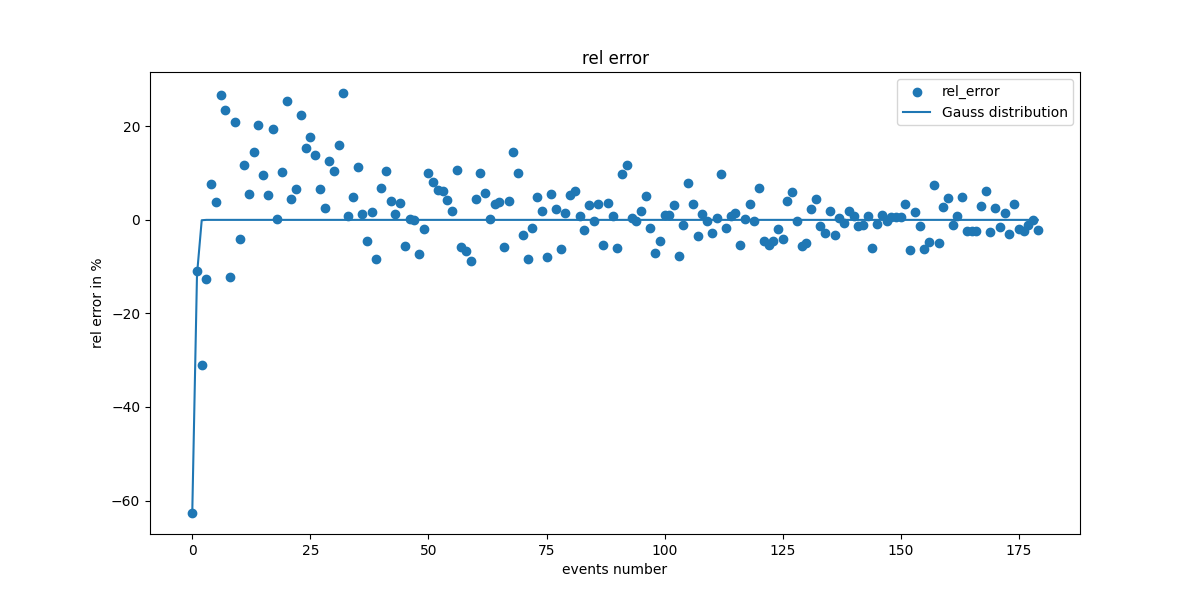 rel error
rel_error
Gauss distribution
rel error in %
20
0
−20
−40
−60
0 25 50 75 100 125 150 175
events number